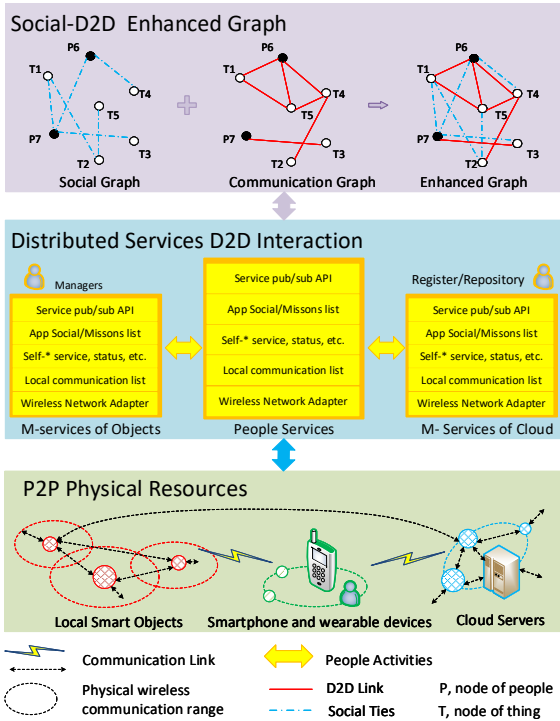 Social-D2D Enhanced Graph
P6
T1
T4
T5
P7
T3
T2
Social Graph
P6
T1
T4
T5
P7
T3
T2
Communication Graph
P6
T1
T4
T5
P7
T3
T2
Enhanced Graph
Distributed Services D2D Interaction
Managers
Service pub/sub API
App Social/Missons list
Self-* service, status, etc.
Local communication list
Wireless Network Adapter
M-services of Objects
Service pub/sub API
App Social/Missons list
Self-* service, status, etc.
Local communication list
Wireless Network Adapter
People Services
Register/Repository
Service pub/sub API
App Social/Missons list
Self-* service, status, etc.
Local communication list
Wireless Network Adapter
M- Services of Cloud
P2P Physical Resources
Local Smart Objects
Smartphone and wearable devices
Cloud Servers
Communication Link
People Activities
Physical wireless
communication range
D2D Link
P, node of people
Social Ties
T, node of thing